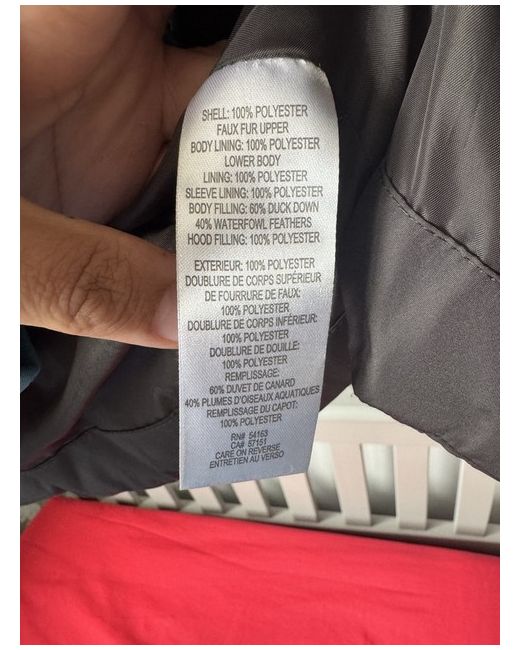 SHELL: 100% POLYESTER
FAUX FUR UPPER
BODY LINING: 100% POLYESTER
LOWER BODY
LINING: 100% POLYESTER
SLEEVE LINING: 100% POLYESTER
BODY FILLING: 60% DUCK DOWN
40% WATERFOWL FEATHERS
HOOD FILLING: 100% POLYESTER
EXTERIEUR: 100% POLYESTER
DOUBLURE DE CORPS SUPÉRIEUR
DE FOURRURE DE FAUX:
100% POLYESTER
DOUBLURE DE CORPS INFÉRIEUR:
100% POLYESTER
DOUBLURE DE DOUILLE:
100% POLYESTER
REMPLISSAGE:
60% DUVET DE CANARD
40% PLUMES D'OISEAUX AQUATIQUES
REMPLISSAGE DU CAPOT:
100% POLYESTER
RN# 54163
CA# 57151
CARE ON REVERSE
ENTRETIEN AU VERSO